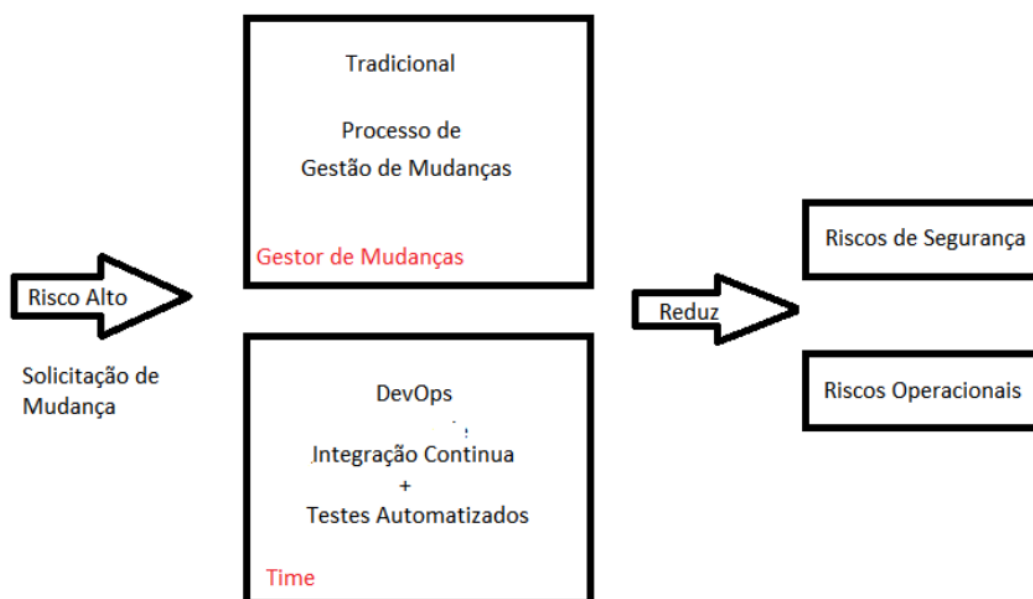 Tradicional
Processo de
Gestão de Mudanças
Gestor de Mudanças
Risco Alto
Solicitação de
Mudança
DevOps
Integração Continua
+
Testes Automatizados
Time
Reduz
Riscos de Segurança
Riscos Operacionais